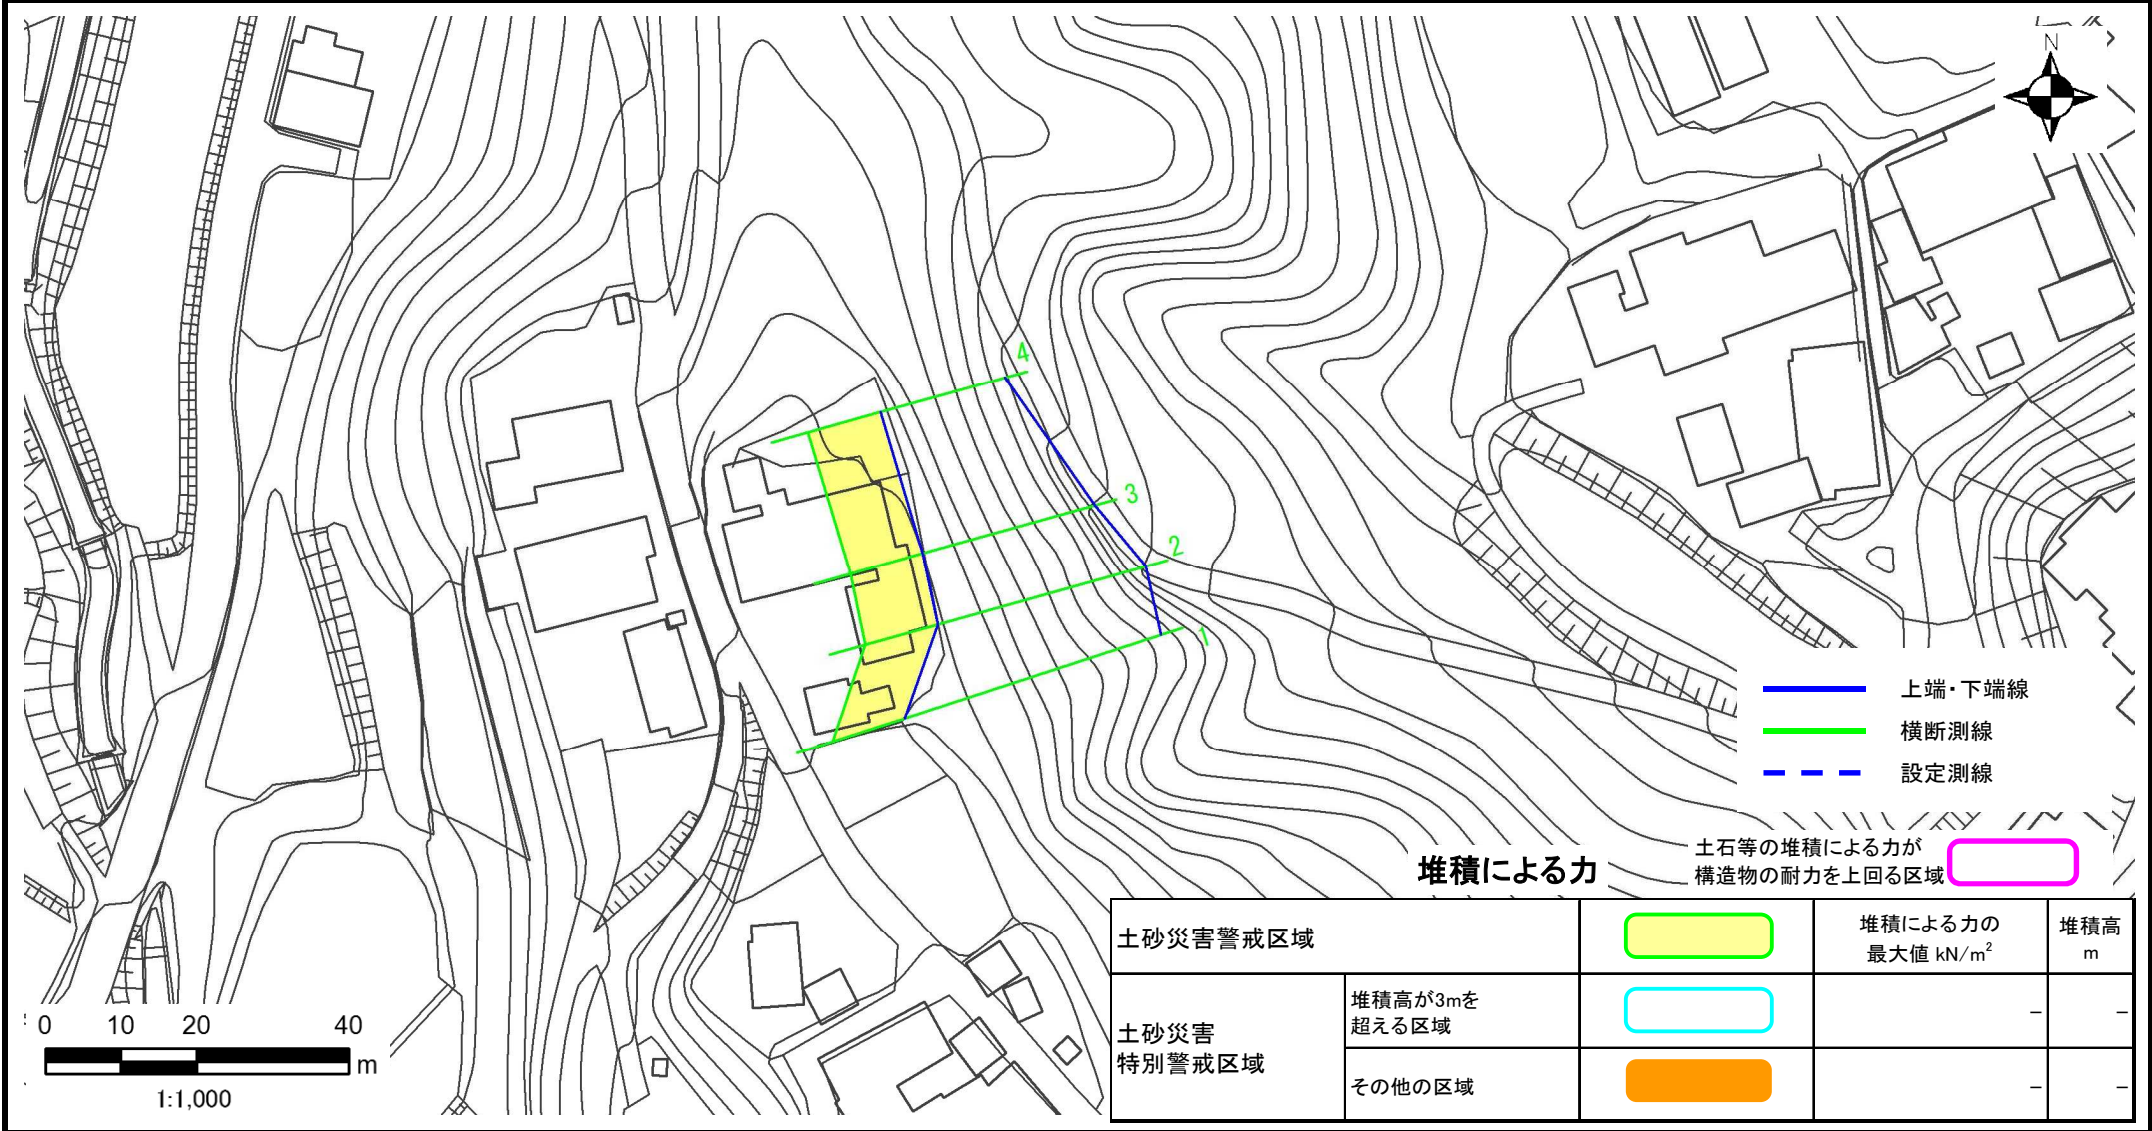 N
4
3
2
1
上端・下端線
横断測線
設定測線
堆積による力
土石等の堆積による力が
構造物の耐力を上回る区域
土砂災害警戒区域
堆積による力の
最大値 kN/m²
堆積高
m
土砂災害
特別警戒区域
堆積高が3mを
超える区域
-
-
その他の区域
-
-
0 10 20 40
m
1:1,000